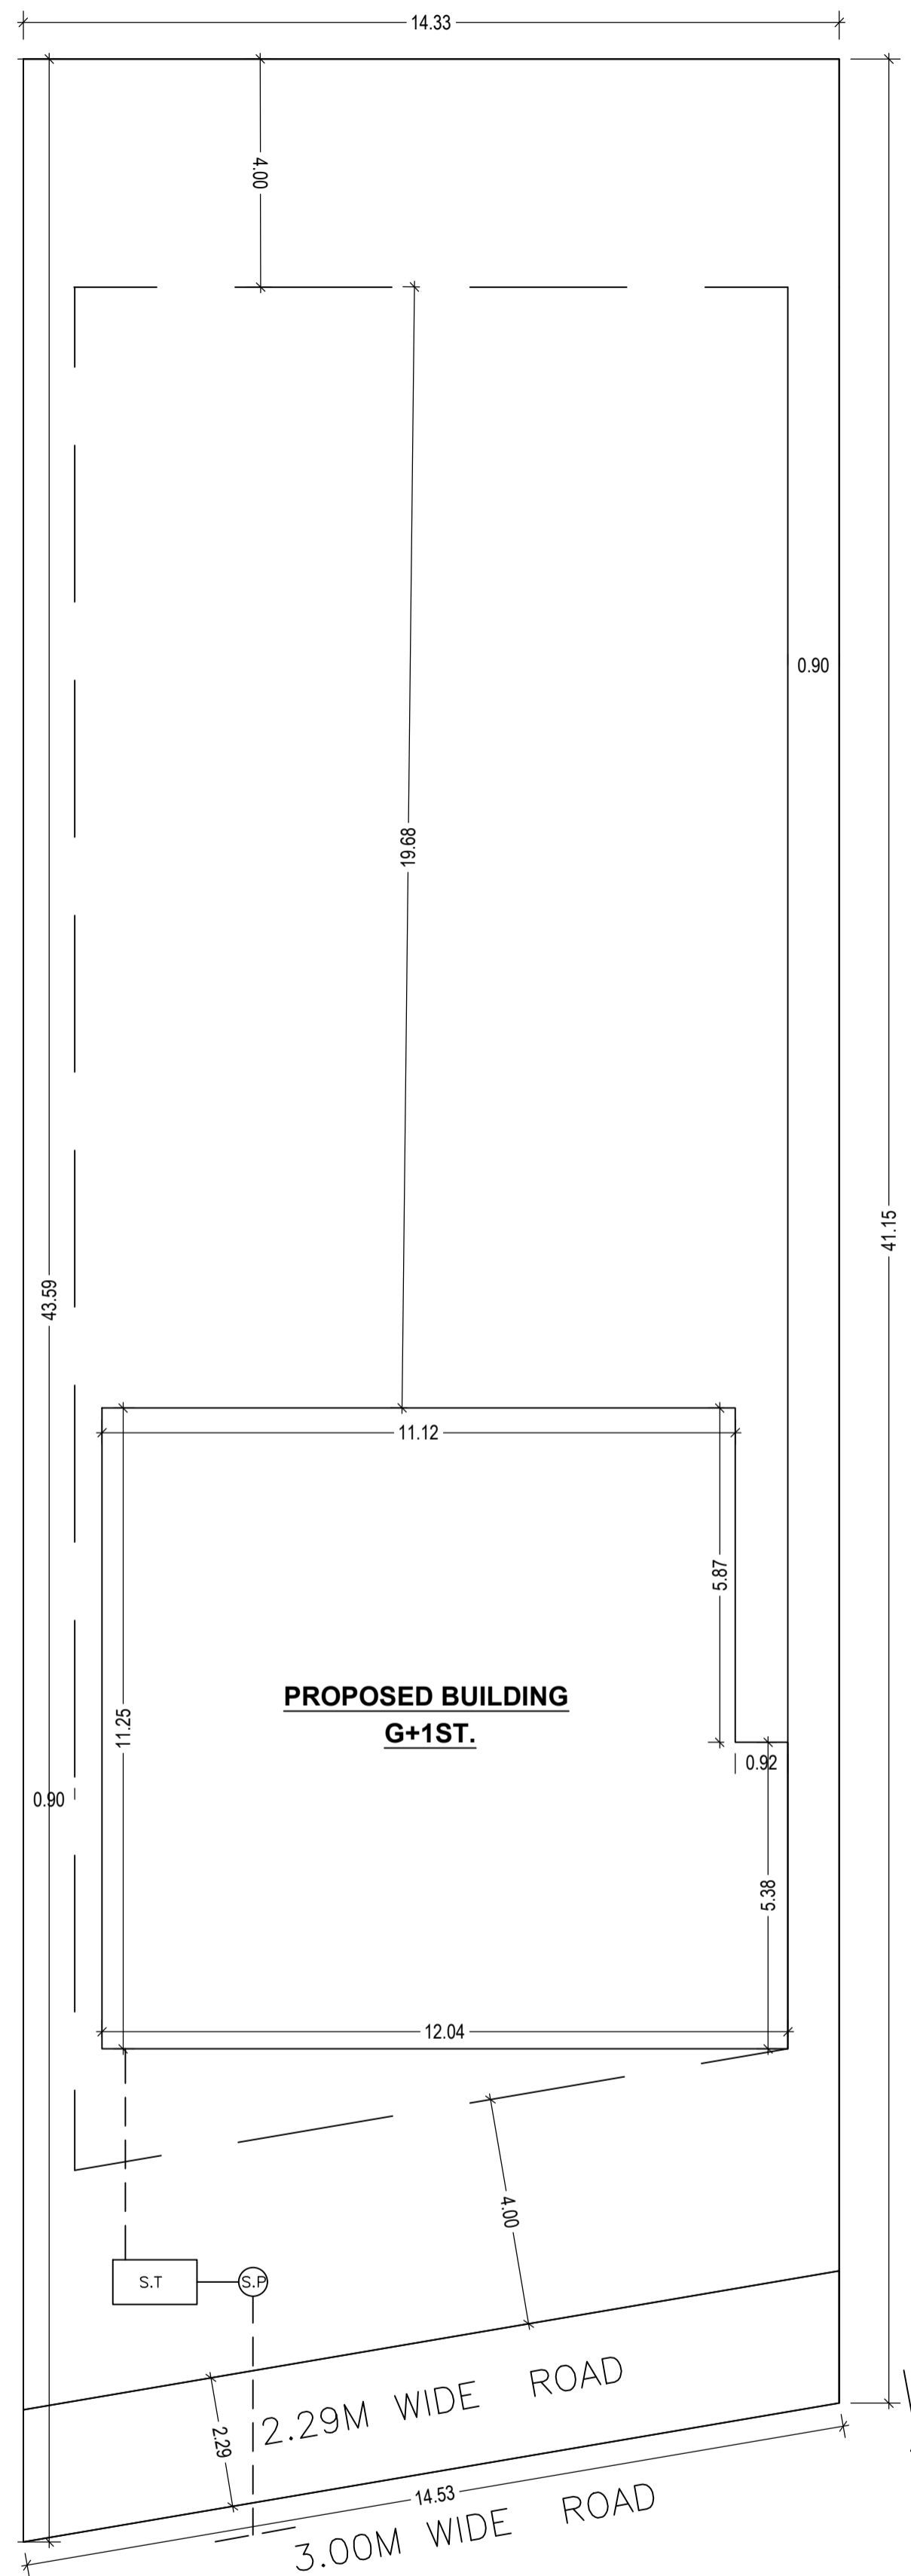 14.33
4.00
0.90
19.68
41.15
43.59
11.12
5.87
PROPOSED BUILDING
G+1ST.
11.25
0.92
0.90
5.38
12.04
4.00
S.T
S.P
2.29M WIDE ROAD
2.29
14.53
3.00M WIDE ROAD